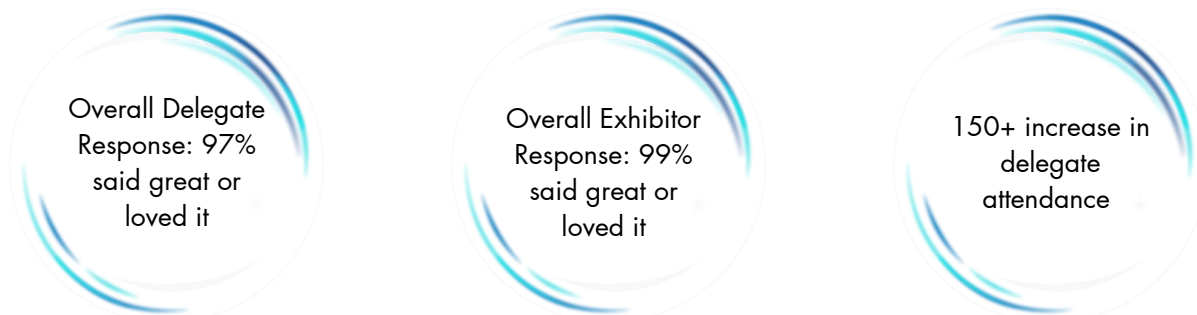 Overall Delegate
Response: 97%
said great or
loved it
Overall Exhibitor
Response: 99%
said great or
loved it
150+ increase in
delegate
attendance